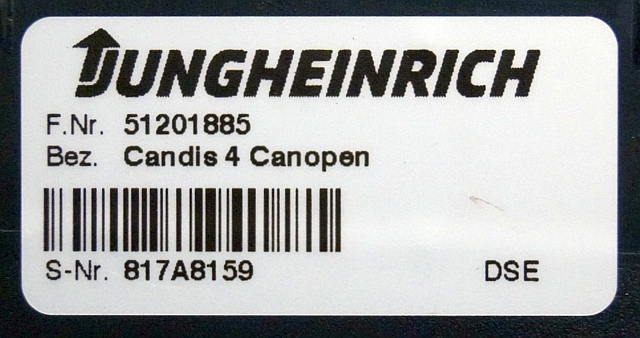 JUNGHEINRICH
F.Nr. 51201885
Bez. Candis 4 Canopen
S-Nr. 817A8159 DSE